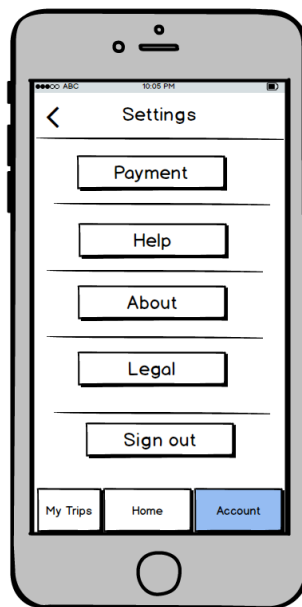 ABC 10:05 PM
Settings
Payment
Help
About
Legal
Sign out
My Trips Home Account